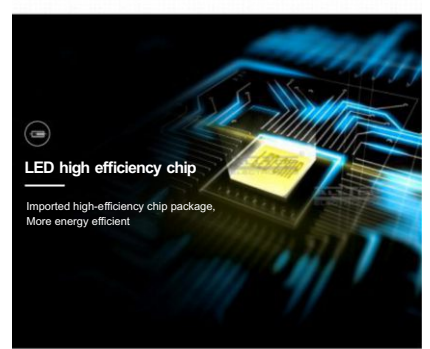 LED high efficiency chip
Imported high-efficiency chip package,
More energy efficient